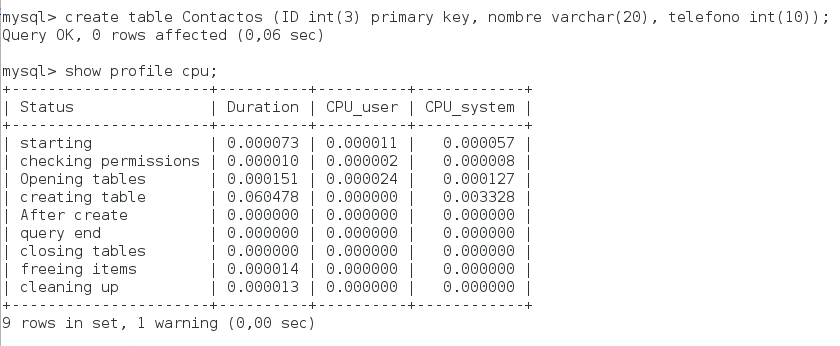 mysql> create table Contactos (ID int(3) primary key, nombre varchar(20), telefono int(10));
Query OK, 0 rows affected (0,06 sec)
mysql> show profile cpu;
+----------------------+----------+----------+------------+
| Status               | Duration | CPU_user | CPU_system |
+----------------------+----------+----------+------------+
| starting             | 0.000073 | 0.000011 |   0.000057 |
| checking permissions | 0.000010 | 0.000002 |   0.000008 |
| Opening tables       | 0.000151 | 0.000024 |   0.000127 |
| creating table       | 0.060478 | 0.000000 |   0.003328 |
| After create         | 0.000000 | 0.000000 |   0.000000 |
| query end            | 0.000000 | 0.000000 |   0.000000 |
| closing tables       | 0.000000 | 0.000000 |   0.000000 |
| freeing items        | 0.000014 | 0.000000 |   0.000000 |
| cleaning up          | 0.000013 | 0.000000 |   0.000000 |
+----------------------+----------+----------+------------+
9 rows in set, 1 warning (0,00 sec)